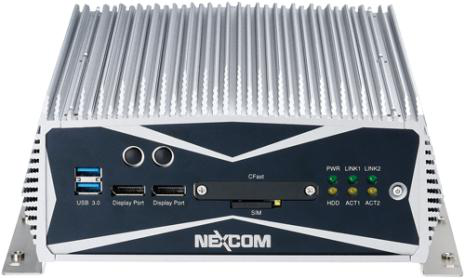 CFast
PWR LINK1 LINK2
HDD ACT1 ACT2
USB 3.0 Display Port Display Port
SIM
NEXCOM